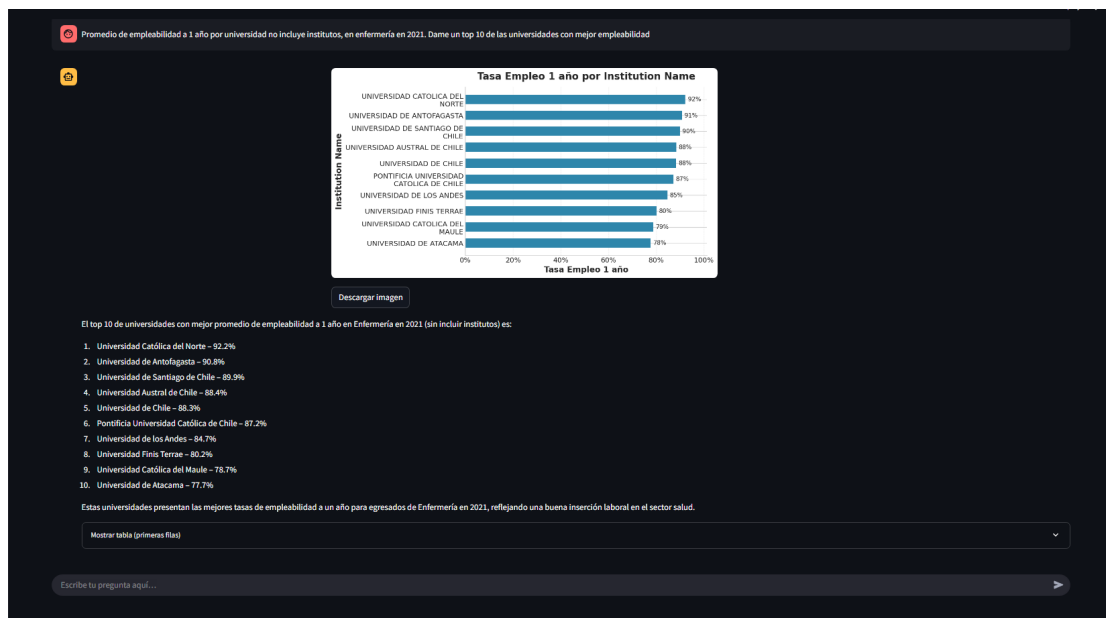 Promedio de empleabilidad a 1 año por universidad no incluye institutos, en enfermería en 2021. Dame un top 10 de las universidades con mejor empleabilidad
Tasa Empleo 1 año por Institution Name
Institution Name
UNIVERSIDAD CATOLICA DEL
NORTE
92%
UNIVERSIDAD DE ANTOFAGASTA
91%
UNIVERSIDAD DE SANTIAGO DE
CHILE
90%
UNIVERSIDAD AUSTRAL DE CHILE
88%
UNIVERSIDAD DE CHILE
88%
PONTIFICIA UNIVERSIDAD
CATOLICA DE CHILE
87%
UNIVERSIDAD DE LOS ANDES
85%
UNIVERSIDAD FINIS TERRAE
80%
UNIVERSIDAD CATOLICA DEL
MAULE
79%
UNIVERSIDAD DE ATACAMA
78%
0% 20% 40% 60% 80% 100%
Tasa Empleo 1 año
Descargar imagen
El top 10 de universidades con mejor promedio de empleabilidad a 1 año en Enfermería en 2021 (sin incluir institutos) es:
1. Universidad Católica del Norte – 92.2%
2. Universidad de Antofagasta – 90.8%
3. Universidad de Santiago de Chile – 89.9%
4. Universidad Austral de Chile – 88.4%
5. Universidad de Chile – 88.3%
6. Pontificia Universidad Católica de Chile – 87.2%
7. Universidad de los Andes – 84.7%
8. Universidad Finis Terrae – 80.2%
9. Universidad Católica del Maule – 78.7%
10. Universidad de Atacama – 77.7%
Estas universidades presentan las mejores tasas de empleabilidad a un año para egresados de Enfermería en 2021, reflejando una buena inserción laboral en el sector salud.
Mostrar tabla (primeras filas)
Escribe tu pregunta aquí...